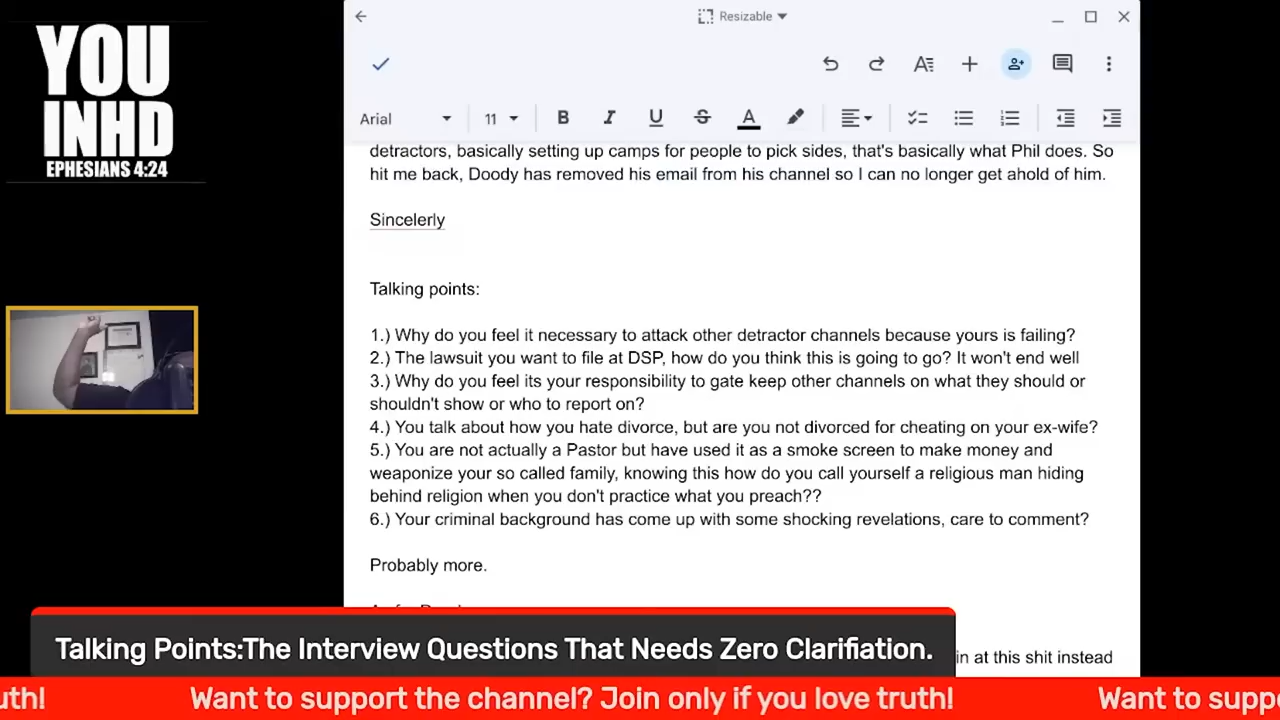 YOU
INHD
EPHESIANS 4:24
Resizable
Arial
11
B I U S A
detractors, basically setting up camps for people to pick sides, that's basically what Phil does. So
hit me back, Doody has removed his email from his channel so I can no longer get ahold of him.
Sincelerly
Talking points:
1.) Why do you feel it necessary to attack other detractor channels because yours is failing?
2.) The lawsuit you want to file at DSP, how do you think this is going to go? It won't end well
3.) Why do you feel its your responsibility to gate keep other channels on what they should or
shouldn't show or who to report on?
4.) You talk about how you hate divorce, but are you not divorced for cheating on your ex-wife?
5.) You are not actually a Pastor but have used it as a smoke screen to make money and
weaponize your so called family, knowing this how do you call yourself a religious man hiding
behind religion when you don't practice what you preach??
6.) Your criminal background has come up with some shocking revelations, care to comment?
Probably more.
Talking Points:The Interview Questions That Needs Zero Clarifiation.
in at this shit instead
uth! Want to support the channel? Join only if you love truth! Want to supp